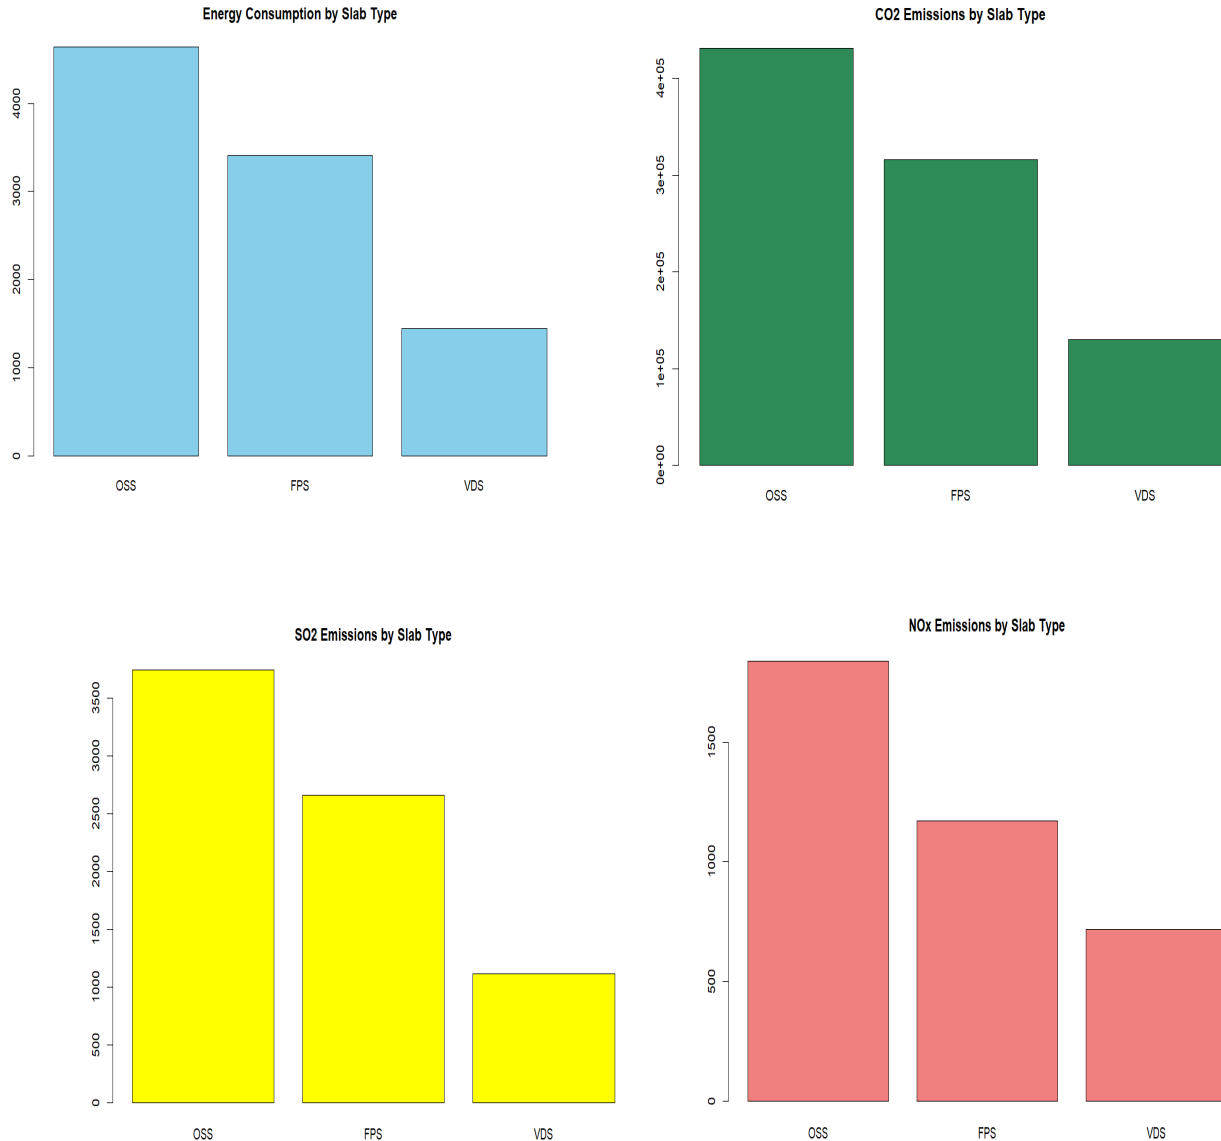 Energy Consumption by Slab Type
4000
3000
2000
1000
0
OSS FPS VDS
CO2 Emissions by Slab Type
4e+05
3e+05
2e+05
1e+05
0e+00
OSS FPS VDS
SO2 Emissions by Slab Type
3500
3000
2500
2000
1500
1000
500
0
OSS FPS VDS
NOx Emissions by Slab Type
1500
1000
500
0
OSS FPS VDS